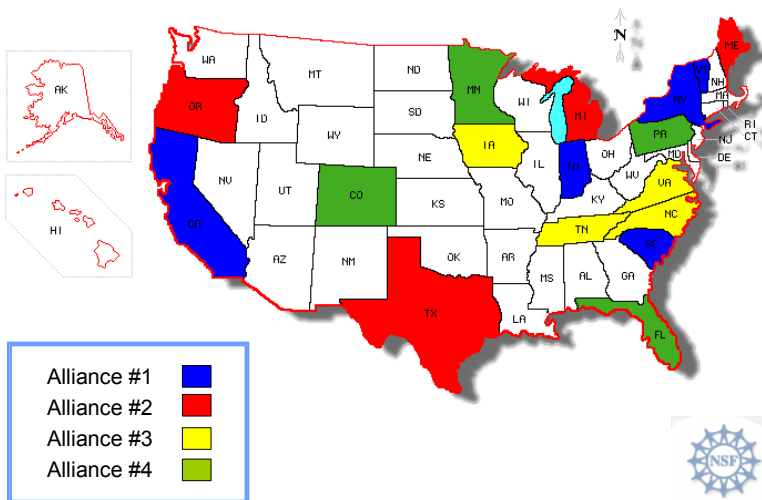 N
WA
MT
ND
MN
ME
VT
NH
AK
OR
ID
WY
SD
WI
MI
NY
MA
RI
CT
IA
PA
NJ
NE
OH
MD
DE
NV
UT
CO
IL
IN
WV
VA
HI
CA
KS
MO
KY
NC
TN
AZ
NM
OK
AR
SC
MS
AL
GA
TX
LA
FL
Alliance #1
Alliance #2
Alliance #3
Alliance #4
NSF